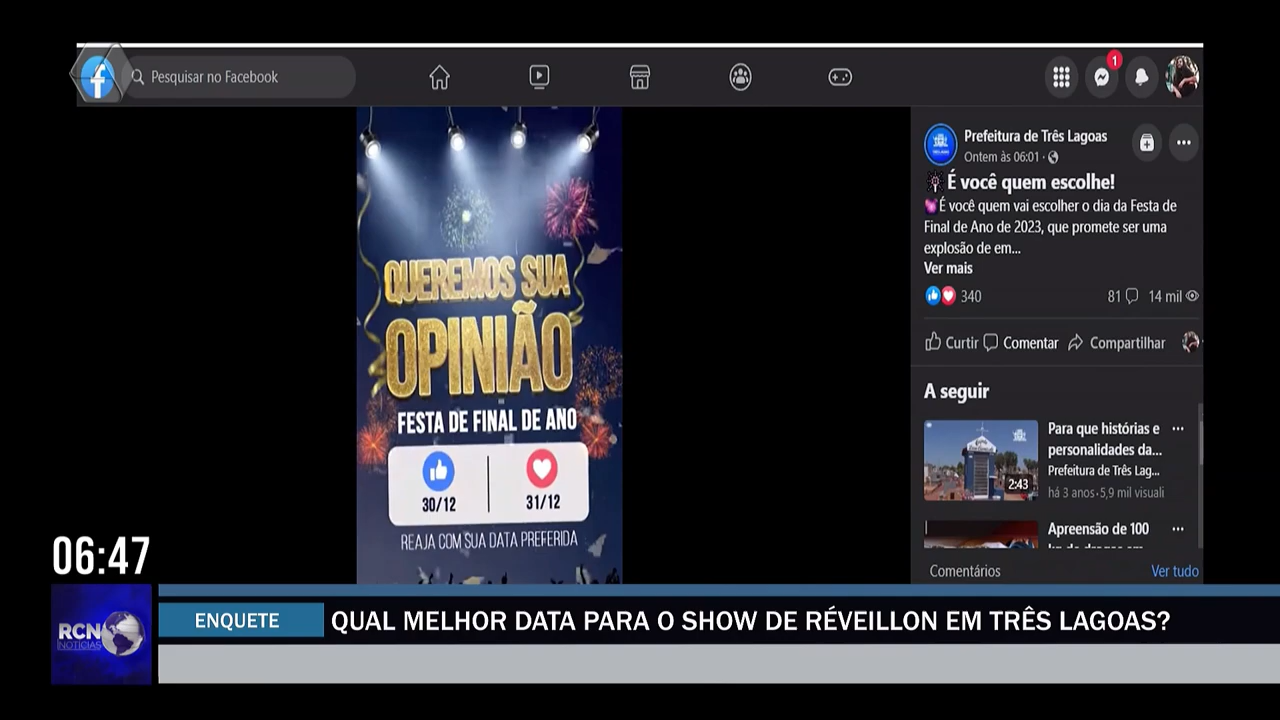 Pesquisar no Facebook
1
QUEREMOS SUA
OPINIÃO
FESTA DE FINAL DE ANO
30/12
31/12
REAJA COM SUA DATA PREFERIDA
Prefeitura de Três Lagoas
Ontem às 06:01 ·
É você quem escolhe!
É você quem vai escolher o dia da Festa de
Final de Ano de 2023, que promete ser uma
explosão de em...
Ver mais
340
81
14 mil
Curtir
Comentar
Compartilhar
A seguir
Para que histórias e
personalidades da...
Prefeitura de Três Lag...
há 3 anos · 5,9 mil visuali
2:43
Apreensão de 100
Comentários
Ver tudo
06:47
RCN
NOTÍCIAS
ENQUETE
QUAL MELHOR DATA PARA O SHOW DE RÉVEILLON EM TRÊS LAGOAS?